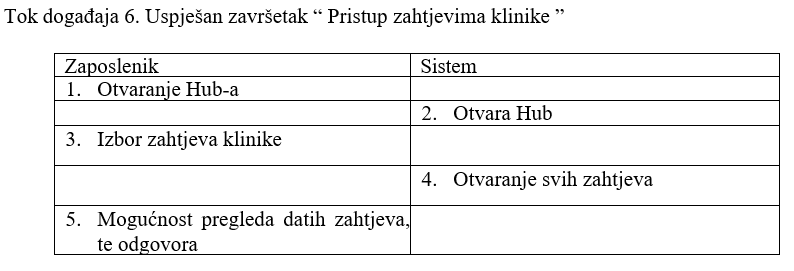 Tok događaja 6. Uspješan završetak “ Pristup zahtjevima klinike ”
Zaposlenik
Sistem
1. Otvaranje Hub-a
2. Otvara Hub
3. Izbor zahtjeva klinike
4. Otvaranje svih zahtjeva
5. Mogućnost pregleda datih zahtjeva,
te odgovora